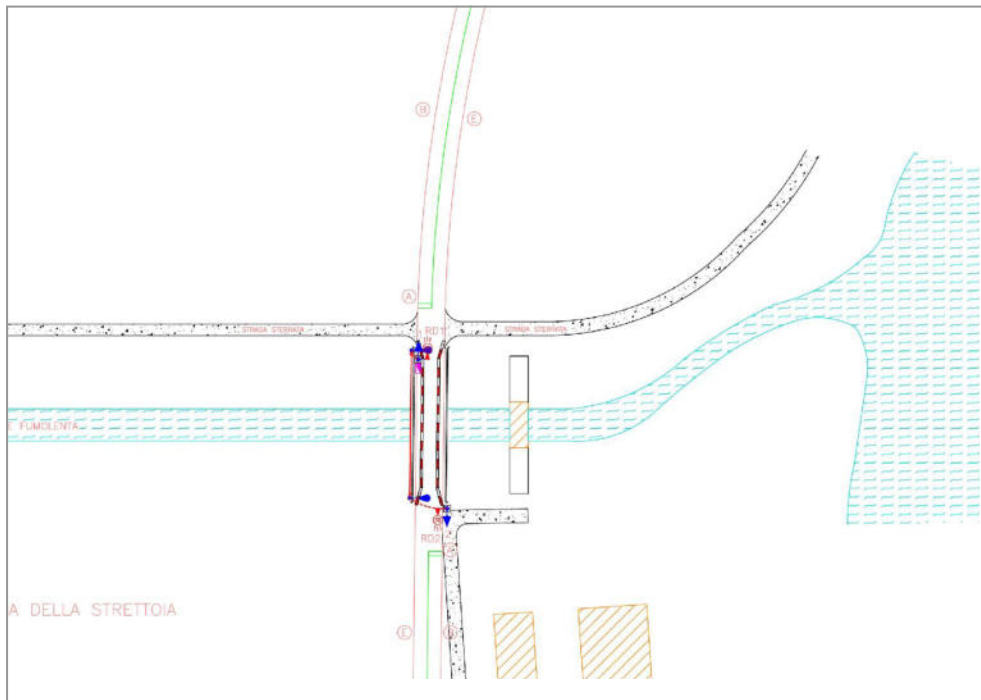 B
E
A
STRADA STERRATA
RD1
STRADA STERRATA
E FUMOLENTA
RD2
A DELLA STRETTOIA
E
B